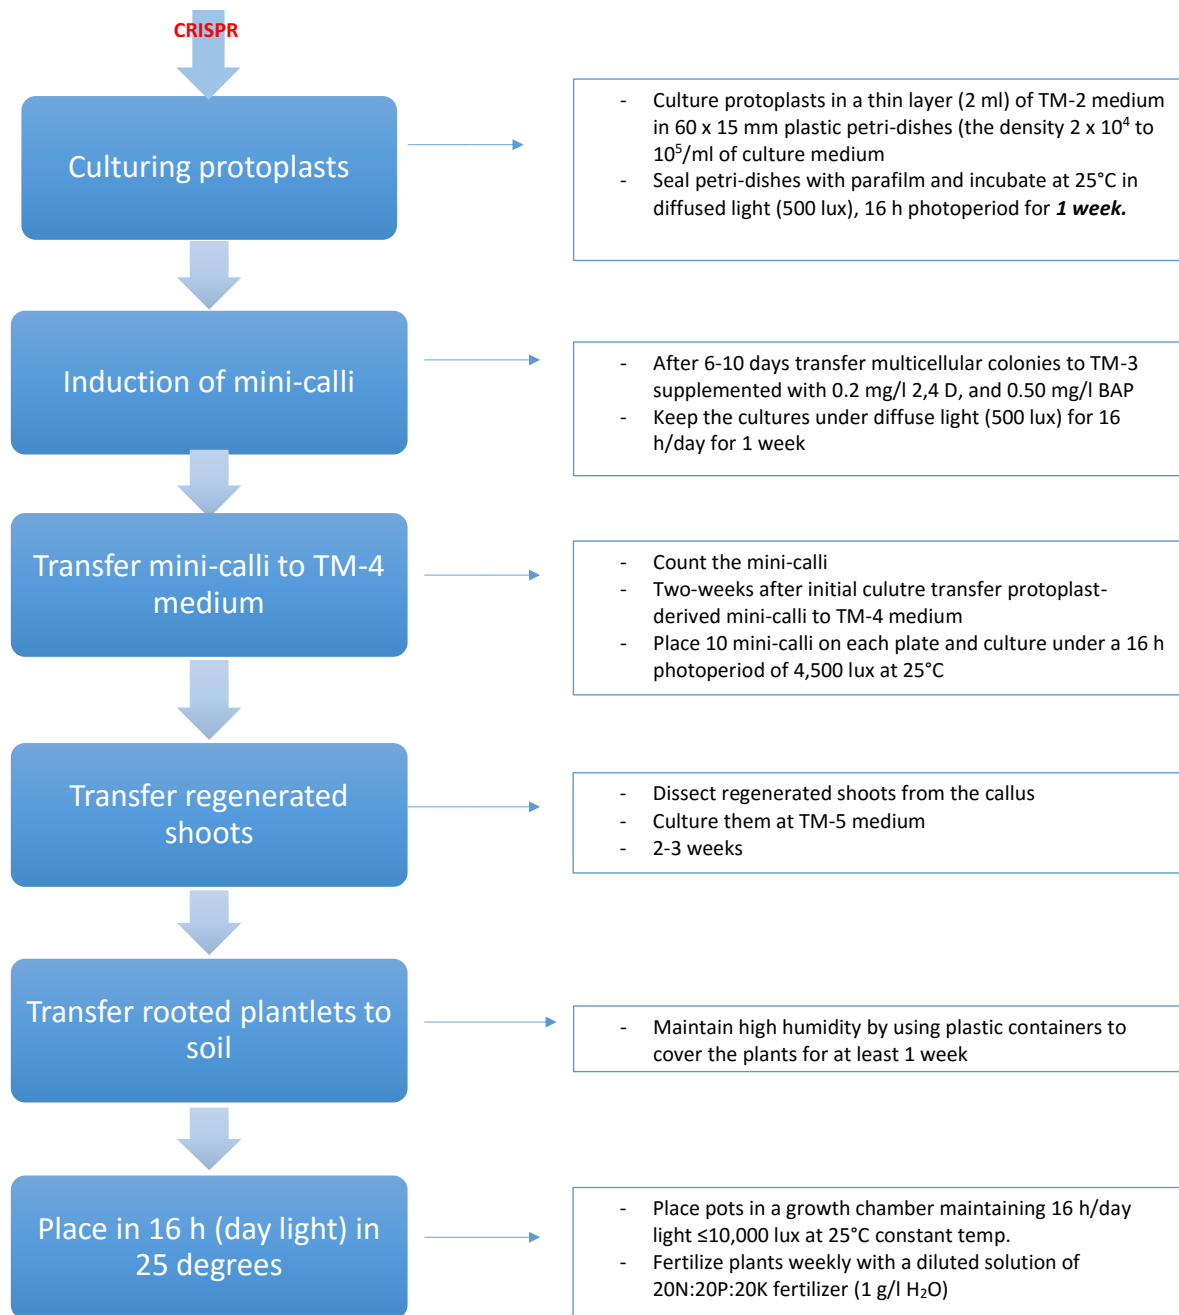 CRISPR
Culturing protoplasts
- Culture protoplasts in a thin layer (2 ml) of TM-2 medium
in 60 x 15 mm plastic petri-dishes (the density 2 x 10⁴ to
10⁵/ml of culture medium
- Seal petri-dishes with parafilm and incubate at 25°C in
diffused light (500 lux), 16 h photoperiod for 1 week.
Induction of mini-calli
- After 6-10 days transfer multicellular colonies to TM-3
supplemented with 0.2 mg/l 2,4 D, and 0.50 mg/l BAP
- Keep the cultures under diffuse light (500 lux) for 16
h/day for 1 week
Transfer mini-calli to TM-4
medium
- Count the mini-calli
- Two-weeks after initial culutre transfer protoplast-
derived mini-calli to TM-4 medium
- Place 10 mini-calli on each plate and culture under a 16 h
photoperiod of 4,500 lux at 25°C
Transfer regenerated
shoots
- Dissect regenerated shoots from the callus
- Culture them at TM-5 medium
- 2-3 weeks
Transfer rooted plantlets to
soil
- Maintain high humidity by using plastic containers to
cover the plants for at least 1 week
Place in 16 h (day light) in
25 degrees
- Place pots in a growth chamber maintaining 16 h/day
light ≤10,000 lux at 25°C constant temp.
- Fertilize plants weekly with a diluted solution of
20N:20P:20K fertilizer (1 g/l H₂O)